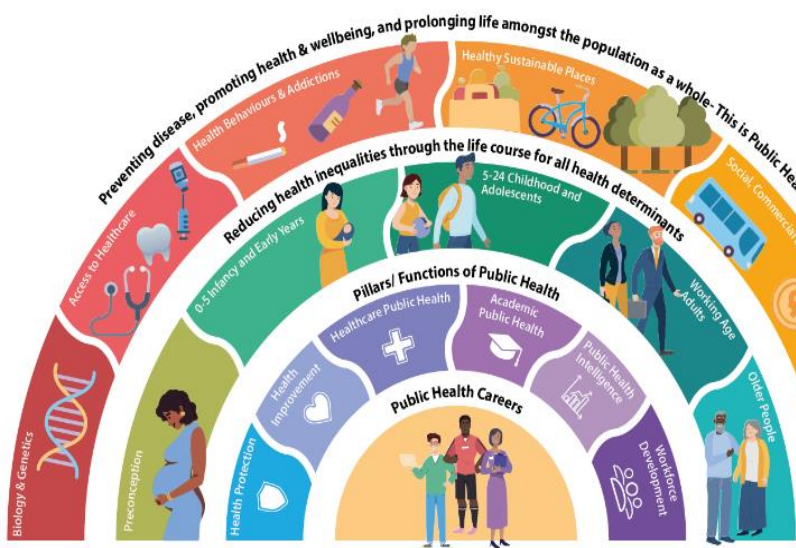 Preventing disease, promoting health & wellbeing, and prolonging life amongst the population as a whole- This is Public
Biology & Genetics
Access to Healthcare
Health Behaviours & Addictions
Healthy Sustainable Places
Social, Commercial
Reducing health inequalities through the life course for all health determinants
Preconception
0-5 Infancy and Early Years
5-24 Childhood and
Adolescents
Working Age
Adults
Older People
Pillars/ Functions of Public Health
Health Protection
Health
Improvement
Healthcare Public Health
Academic
Public Health
Public Health
Intelligence
Workforce
Development
Public Health Careers